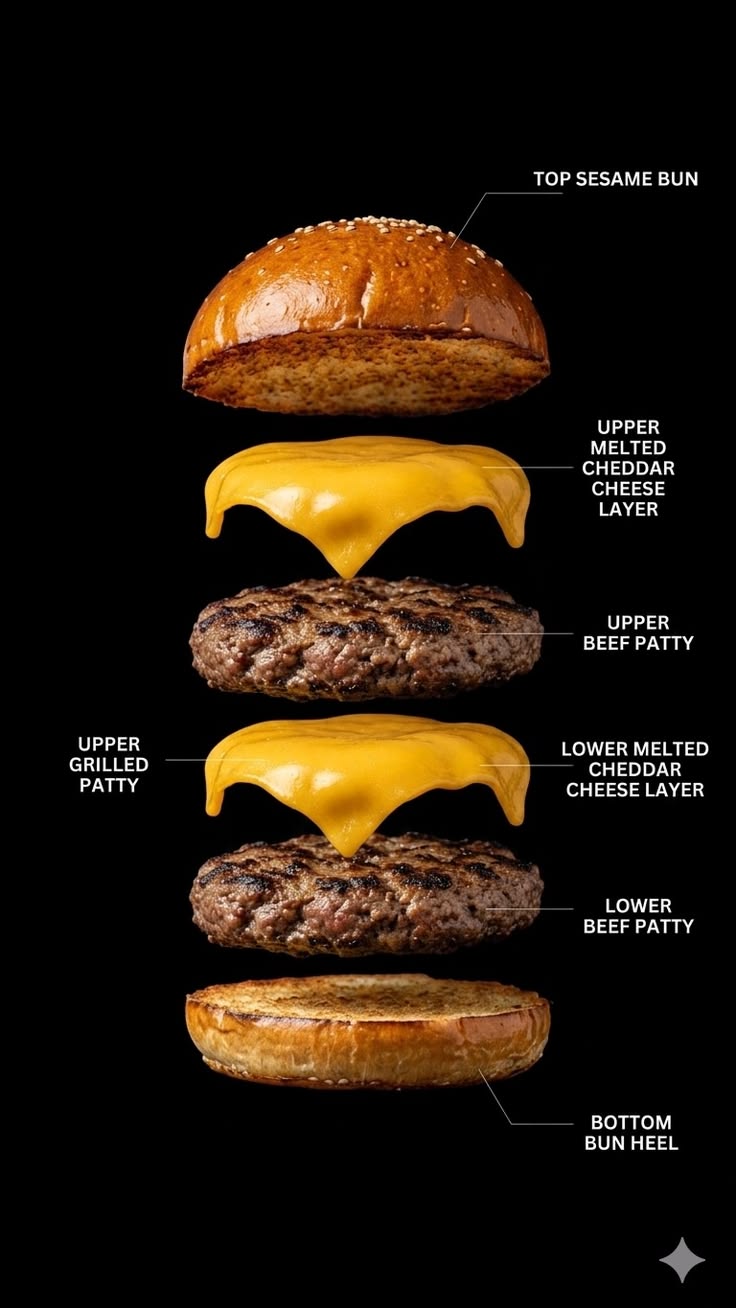 TOP SESAME BUN
UPPER
MELTED
CHEDDAR
CHEESE
LAYER
UPPER
BEEF PATTY
UPPER
GRILLED
PATTY
LOWER MELTED
CHEDDAR
CHEESE LAYER
LOWER
BEEF PATTY
BOTTOM
BUN HEEL